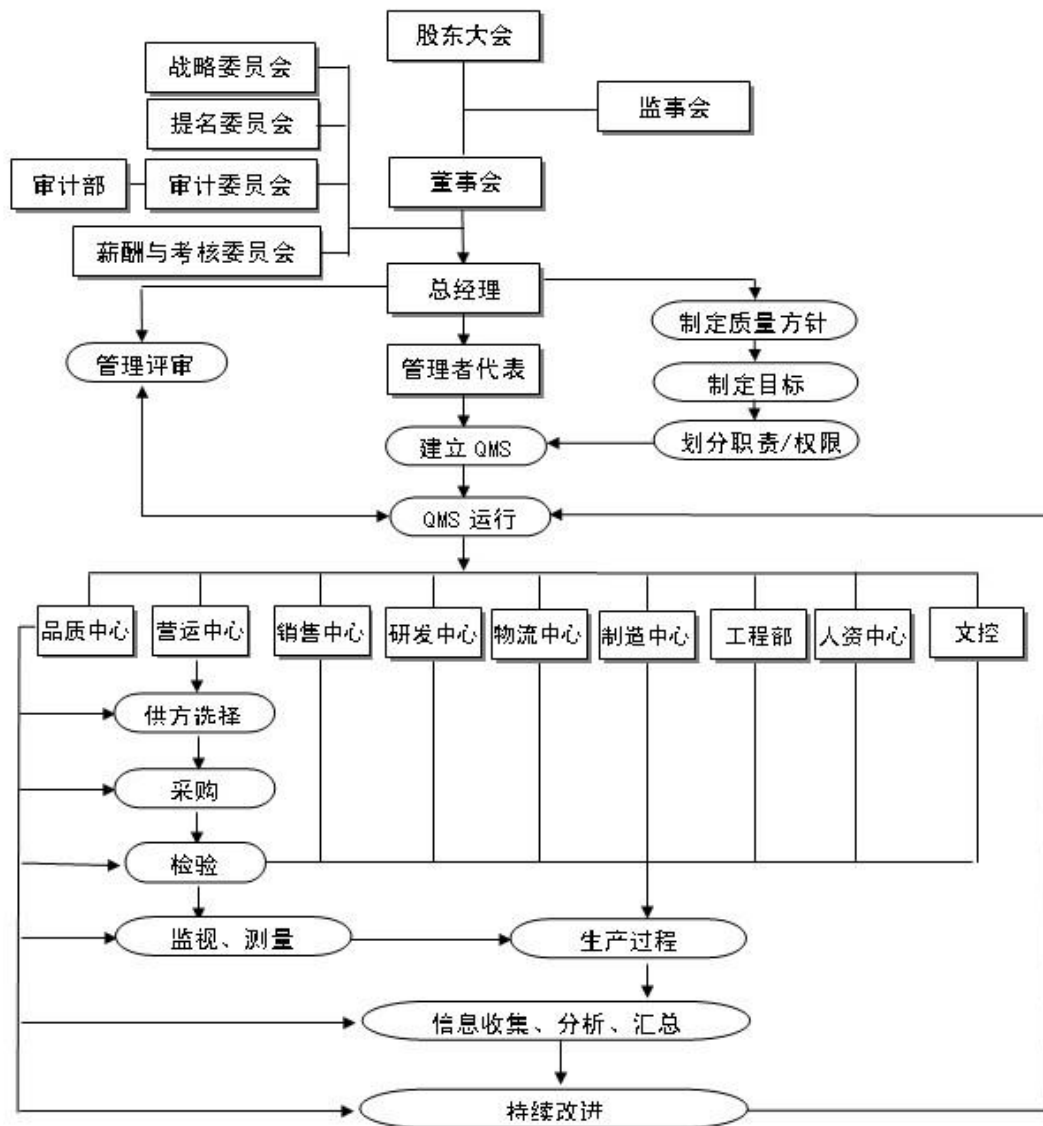 股东大会
战略委员会
监事会
提名委员会
审计部
审计委员会
董事会
薪酬与考核委员会
总经理
制定质量方针
管理评审
管理者代表
制定目标
建立 QMS
划分职责/权限
QMS 运行
品质中心
营运中心
销售中心
研发中心
物流中心
制造中心
工程部
人资中心
文控
供方选择
采购
检验
监视、测量
生产过程
信息收集、分析、汇总
持续改进